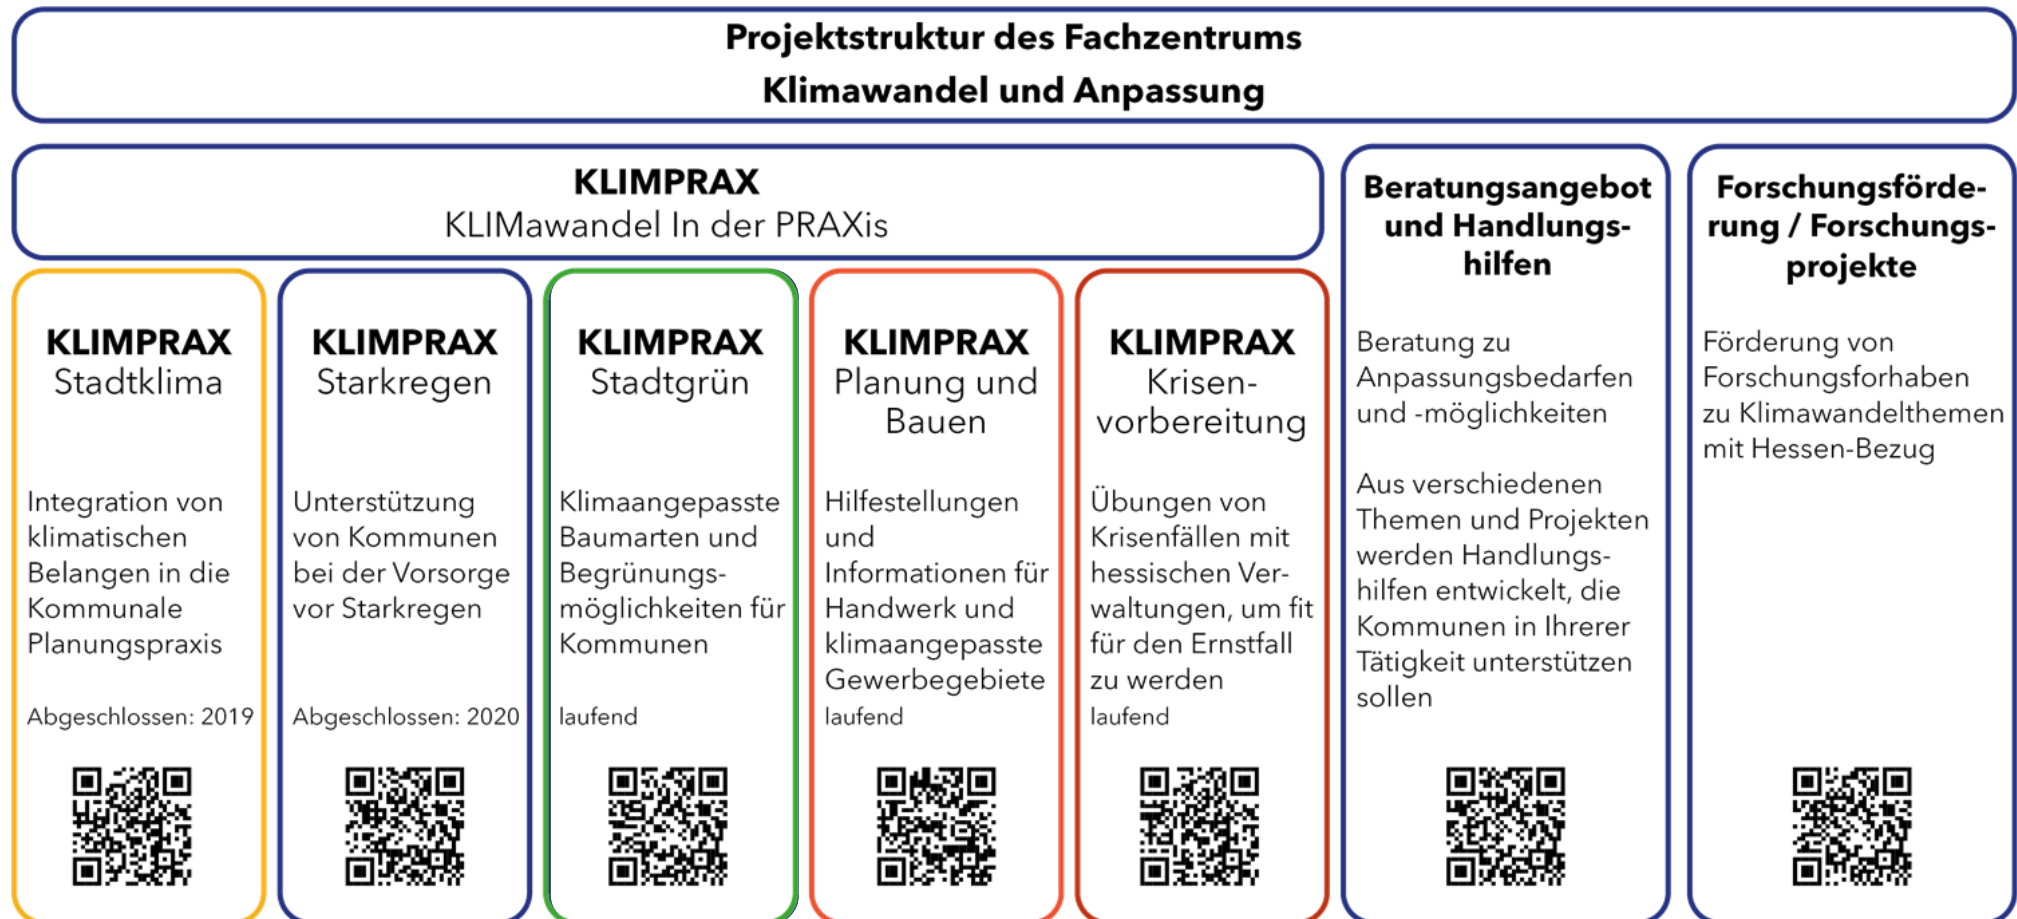 Projektstruktur des Fachzentrums
Klimawandel und Anpassung
KLIMPRAX
KLIMawandel In der PRAXis
KLIMPRAX
Stadtklima
Integration von
klimatischen
Belangen in die
Kommunale
Planungspraxis
Abgeschlossen: 2019
KLIMPRAX
Starkregen
Unterstützung
von Kommunen
bei der Vorsorge
vor Starkregen
Abgeschlossen: 2020
KLIMPRAX
Stadtgrün
Klimaangepasste
Baumarten und
Begrünungs-
möglichkeiten für
Kommunen
laufend
KLIMPRAX
Planung und
Bauen
Hilfestellungen
und
Informationen für
Handwerk und
klimaangepasste
Gewerbegebiete
laufend
KLIMPRAX
Krisen-
vorbereitung
Übungen von
Krisenfällen mit
hessischen Ver-
waltungen, um fit
für den Ernstfall
zu werden
laufend
Beratungsangebot
und Handlungs-
hilfen
Beratung zu
Anpassungsbedarfen
und -möglichkeiten
Aus verschiedenen
Themen und Projekten
werden Handlungs-
hilfen entwickelt, die
Kommunen in Ihrerer
Tätigkeit unterstützen
sollen
Forschungsförde-
rung / Forschungs-
projekte
Förderung von
Forschungsforhaben
zu Klimawandelthemen
mit Hessen-Bezug